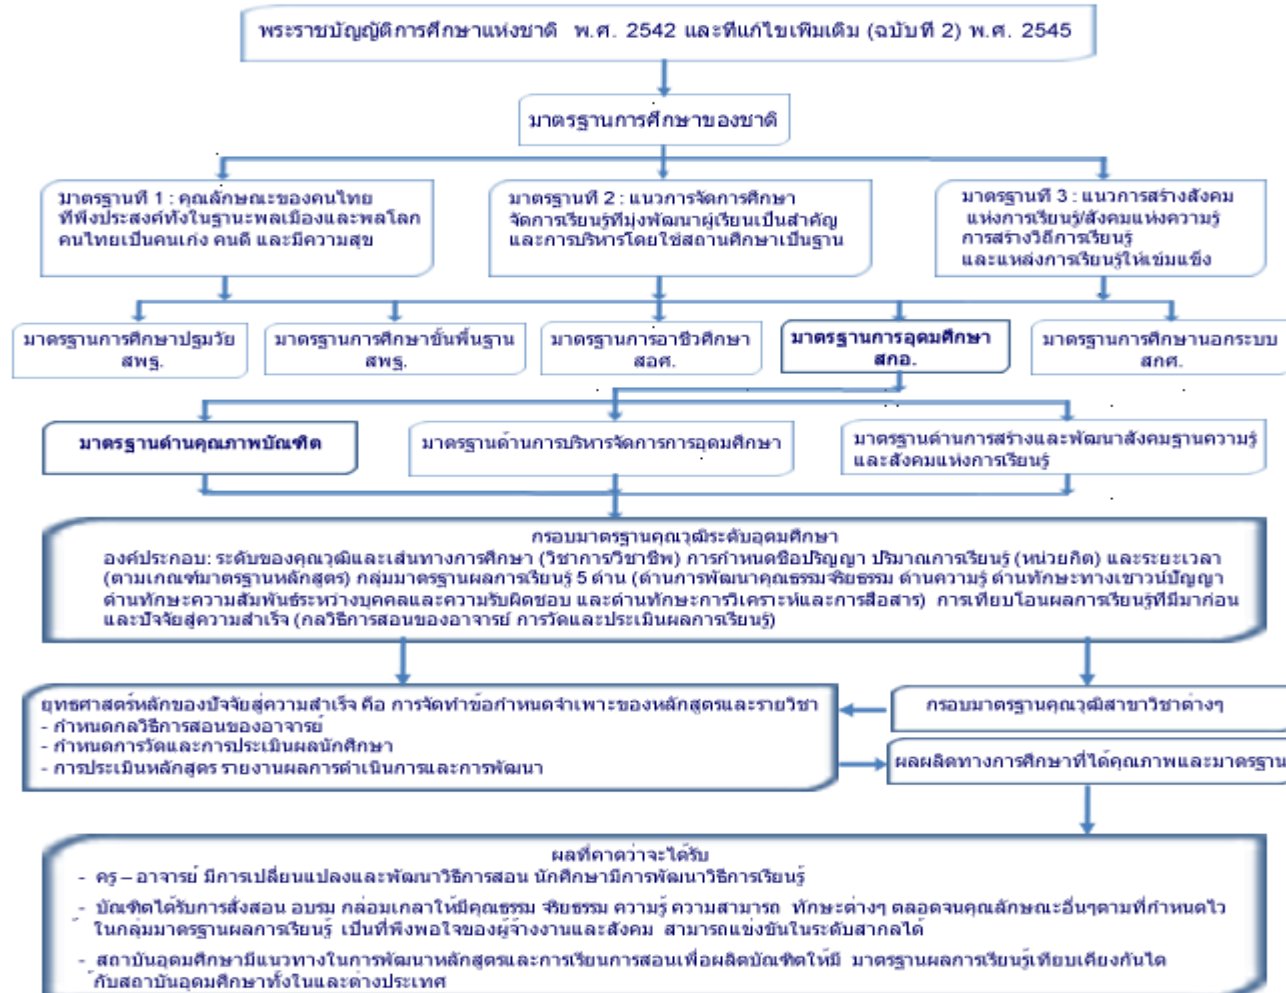 พระราชบัญญัติการศึกษาแห่งชาติ พ.ศ. 2542 และที่แก้ไขเพิ่มเติม (ฉบับที่ 2) พ.ศ. 2545
มาตรฐานการศึกษาของชาติ
มาตรฐานที่ 1 : คุณลักษณะของคนไทย
ที่พึงประสงค์ทั้งในฐานะพลเมืองและพลโลก
คนไทยเป็นคนเก่ง คนดี และมีความสุข
มาตรฐานที่ 2 : แนวการจัดการศึกษา
จัดการเรียนรู้ที่มุ่งพัฒนาผู้เรียนเป็นสำคัญ
และการบริหารโดยใช้สถานศึกษาเป็นฐาน
มาตรฐานที่ 3 : แนวการสร้างสังคม
แห่งการเรียนรู้/สังคมแห่งความรู้
การสร้างวิถีการเรียนรู้
และแหล่งการเรียนรู้ให้เข้มแข็ง
มาตรฐานการศึกษาปฐมวัย
สพฐ.
มาตรฐานการศึกษาขั้นพื้นฐาน
สพฐ.
มาตรฐานการอาชีวศึกษา
สอศ.
มาตรฐานการอุดมศึกษา
สกอ.
มาตรฐานการศึกษานอกระบบ
สกศ.
มาตรฐานด้านคุณภาพบัณฑิต
มาตรฐานด้านการบริหารจัดการการอุดมศึกษา
มาตรฐานด้านการสร้างและพัฒนาสังคมฐานความรู้
และสังคมแห่งการเรียนรู้
กรอบมาตรฐานคุณวุฒิระดับอุดมศึกษา
องค์ประกอบ: ระดับของคุณวุฒิและเส้นทางการศึกษา (วิชาการวิชาชีพ) การกำหนดชื่อปริญญา ปริมาณการเรียนรู้ (หน่วยกิต) และระยะเวลา
(ตามเกณฑ์มาตรฐานหลักสูตร) กลุ่มมาตรฐานผลการเรียนรู้ 5 ด้าน (ด้านการพัฒนาคุณธรรมจริยธรรม ด้านความรู้ ด้านทักษะทางเชาวน์ปัญญา
ด้านทักษะความสัมพันธ์ระหว่างบุคคลและความรับผิดชอบ และด้านทักษะการวิเคราะห์และการสื่อสาร) การเทียบโอนผลการเรียนรู้ที่มีมาก่อน
และปัจจัยสู่ความสำเร็จ (กลวิธีการสอนของอาจารย์ การวัดและประเมินผลการเรียนรู้)
ยุทธศาสตร์หลักของปัจจัยสู่ความสำเร็จ คือ การจัดทำข้อกำหนดจำเพาะของหลักสูตรและรายวิชา
- กำหนดกลวิธีการสอนของอาจารย์
- กำหนดการวัดและการประเมินผลนักศึกษา
- การประเมินหลักสูตร รายงานผลการดำเนินการและการพัฒนา
กรอบมาตรฐานคุณวุฒิสาขาวิชาต่างๆ
ผลผลิตทางการศึกษาที่ได้คุณภาพและมาตรฐาน
ผลที่คาดว่าจะได้รับ
- ครู – อาจารย์ มีการเปลี่ยนแปลงและพัฒนาวิธีการสอน นักศึกษามีการพัฒนาวิธีการเรียนรู้
- บัณฑิตได้รับการสั่งสอน อบรม กล่อมเกลาให้มีคุณธรรม จริยธรรม ความรู้ ความสามารถ ทักษะต่างๆ ตลอดจนคุณลักษณะอื่นๆตามที่กำหนดไว้
ในกลุ่มมาตรฐานผลการเรียนรู้ เป็นที่พึงพอใจของผู้จ้างงานและสังคม สามารถแข่งขันในระดับสากลได้
- สถาบันอุดมศึกษามีแนวทางในการพัฒนาหลักสูตรและการเรียนการสอนเพื่อผลิตบัณฑิตให้มี มาตรฐานผลการเรียนรู้เทียบเคียงกันได้
กับสถาบันอุดมศึกษาทั้งในและต่างประเทศ